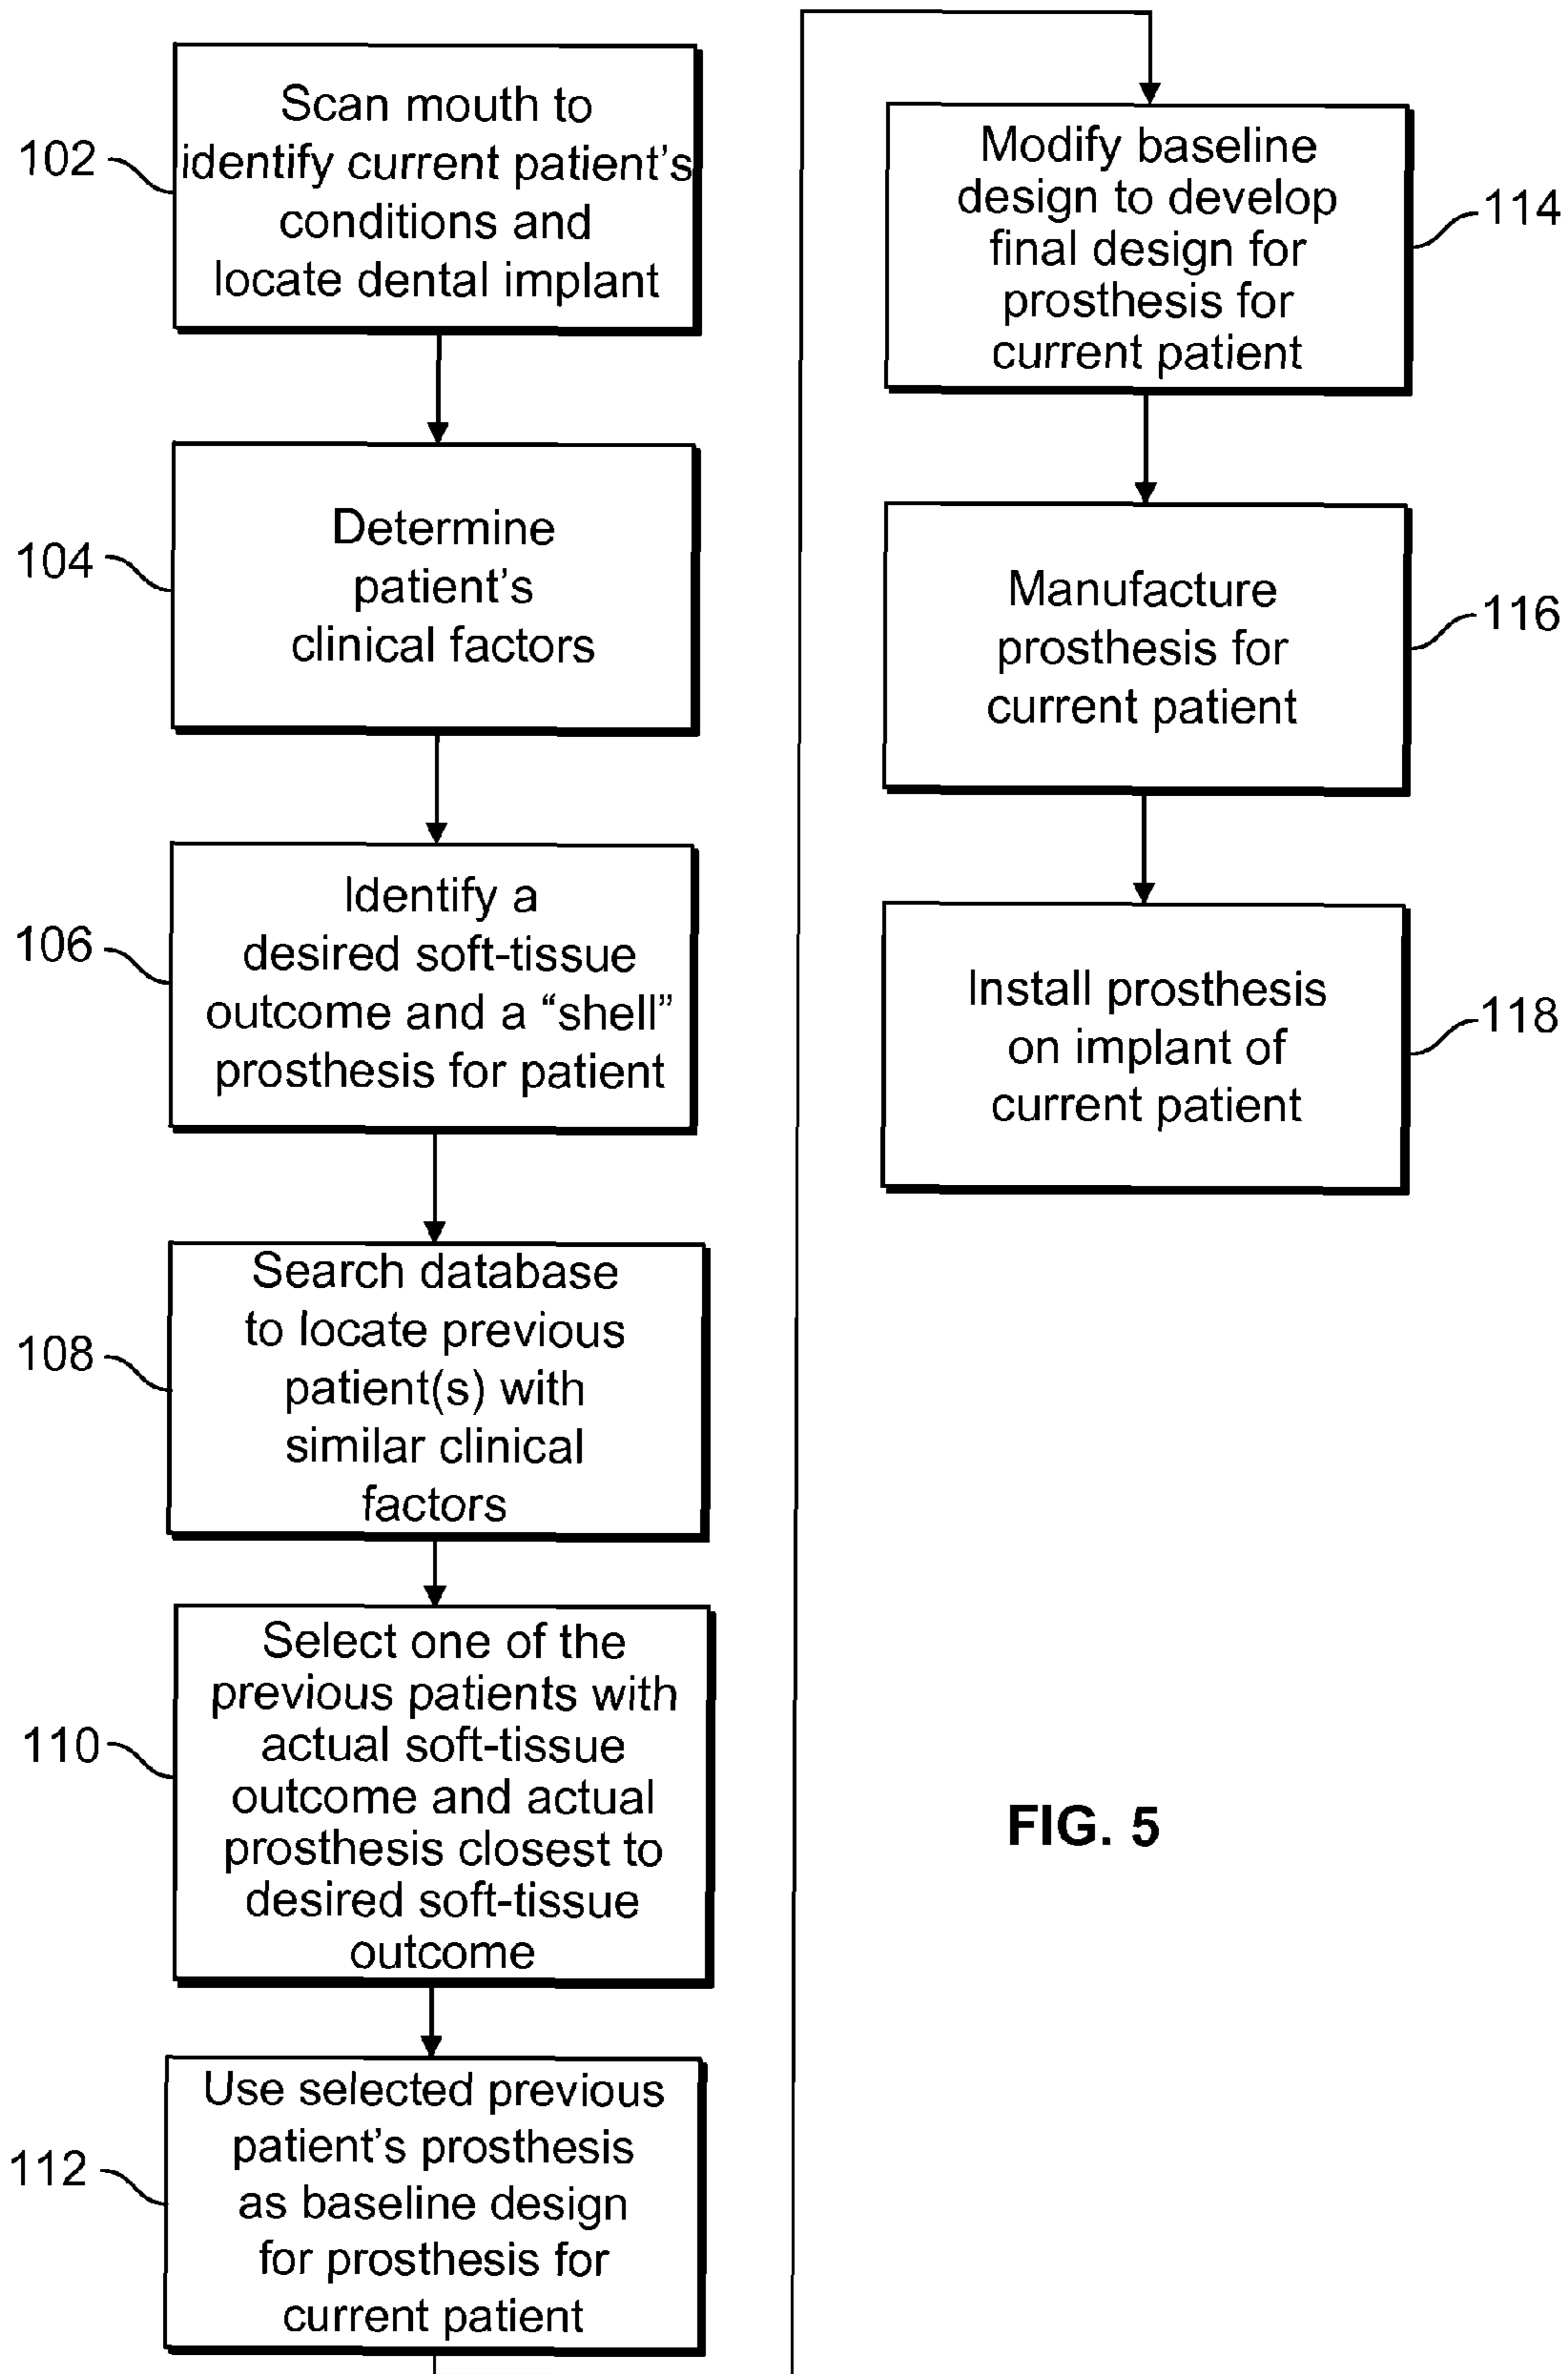 102
Scan mouth to
identify current patient's
conditions and
locate dental implant
104
Determine
patient's
clinical factors
106
Identify a
desired soft-tissue
outcome and a “shell”
prosthesis for patient
108
Search database
to locate previous
patient(s) with
similar clinical
factors
110
Select one of the
previous patients with
actual soft-tissue
outcome and actual
prosthesis closest to
desired soft-tissue
outcome
112
Use selected previous
patient's prosthesis
as baseline design
for prosthesis for
current patient
Modify baseline
design to develop
final design for
prosthesis for
current patient
114
Manufacture
prosthesis for
current patient
116
Install prosthesis
on implant of
current patient
118
FIG. 5